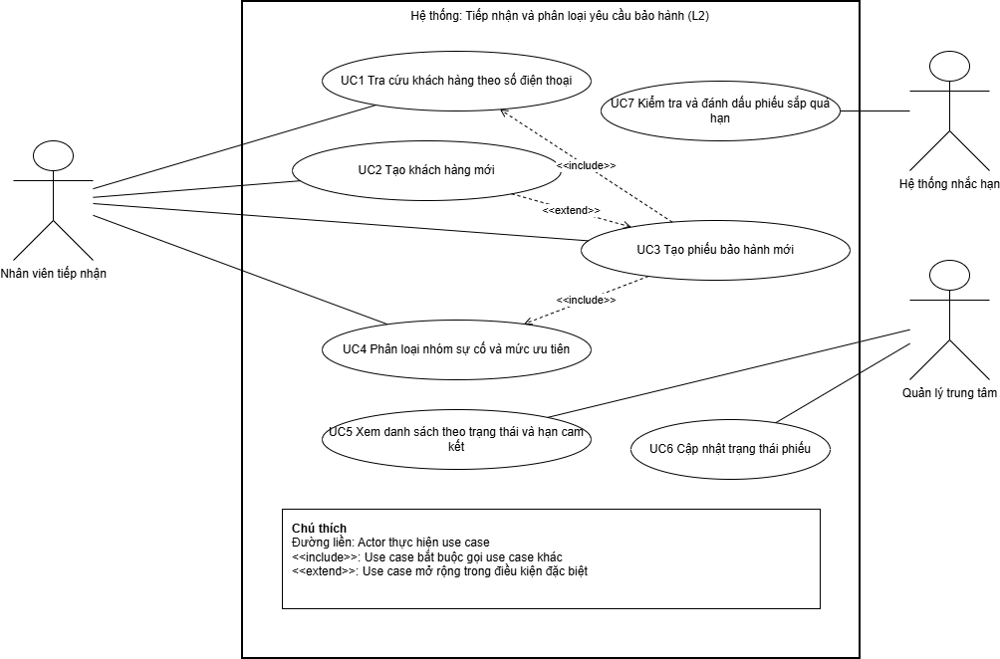 Hệ thống: Tiếp nhận và phân loại yêu cầu bảo hành (L2)
UC1 Tra cứu khách hàng theo số điện thoại
UC7 Kiểm tra và đánh dấu phiếu sắp quá
hạn
<<include>>
UC2 Tạo khách hàng mới
Hệ thống nhắc hạn
<<extend>>
UC3 Tạo phiếu bảo hành mới
Nhân viên tiếp nhận
<<include>>
UC4 Phân loại nhóm sự cố và mức ưu tiên
Quản lý trung tâm
UC5 Xem danh sách theo trạng thái và hạn cam
kết
UC6 Cập nhật trạng thái phiếu
Chú thích
Đường liền: Actor thực hiện use case
<<include>>: Use case bắt buộc gọi use case khác
<<extend>>: Use case mở rộng trong điều kiện đặc biệt